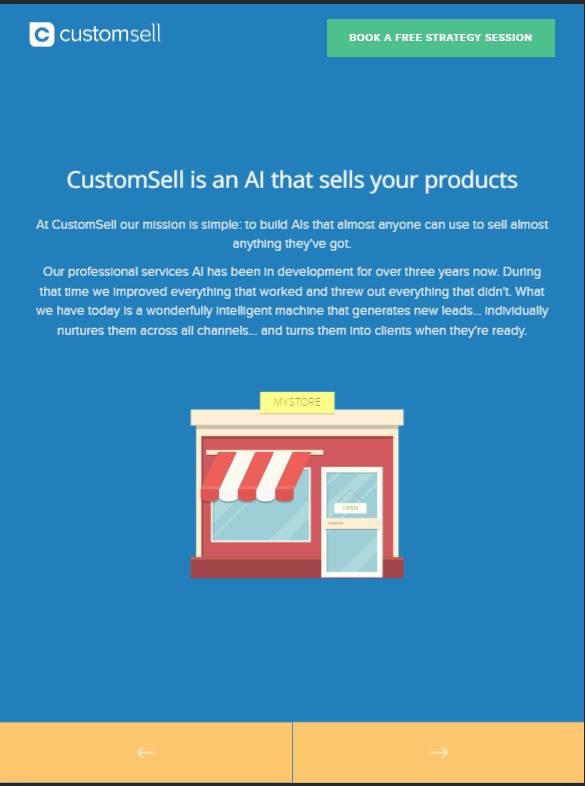 customsell
BOOK A FREE STRATEGY SESSION
CustomSell is an AI that sells your products
At CustomSell our mission is simple: to build AIs that almost anyone can use to sell almost
anything they've got.
Our professional services AI has been in development for over three years now. During
that time we improved everything that worked and threw out everything that didn't. What
we have today is a wonderfully intelligent machine that generates new leads... individually
nurtures them across all channels... and turns them into clients when they're ready.
MYSTORE
OPEN